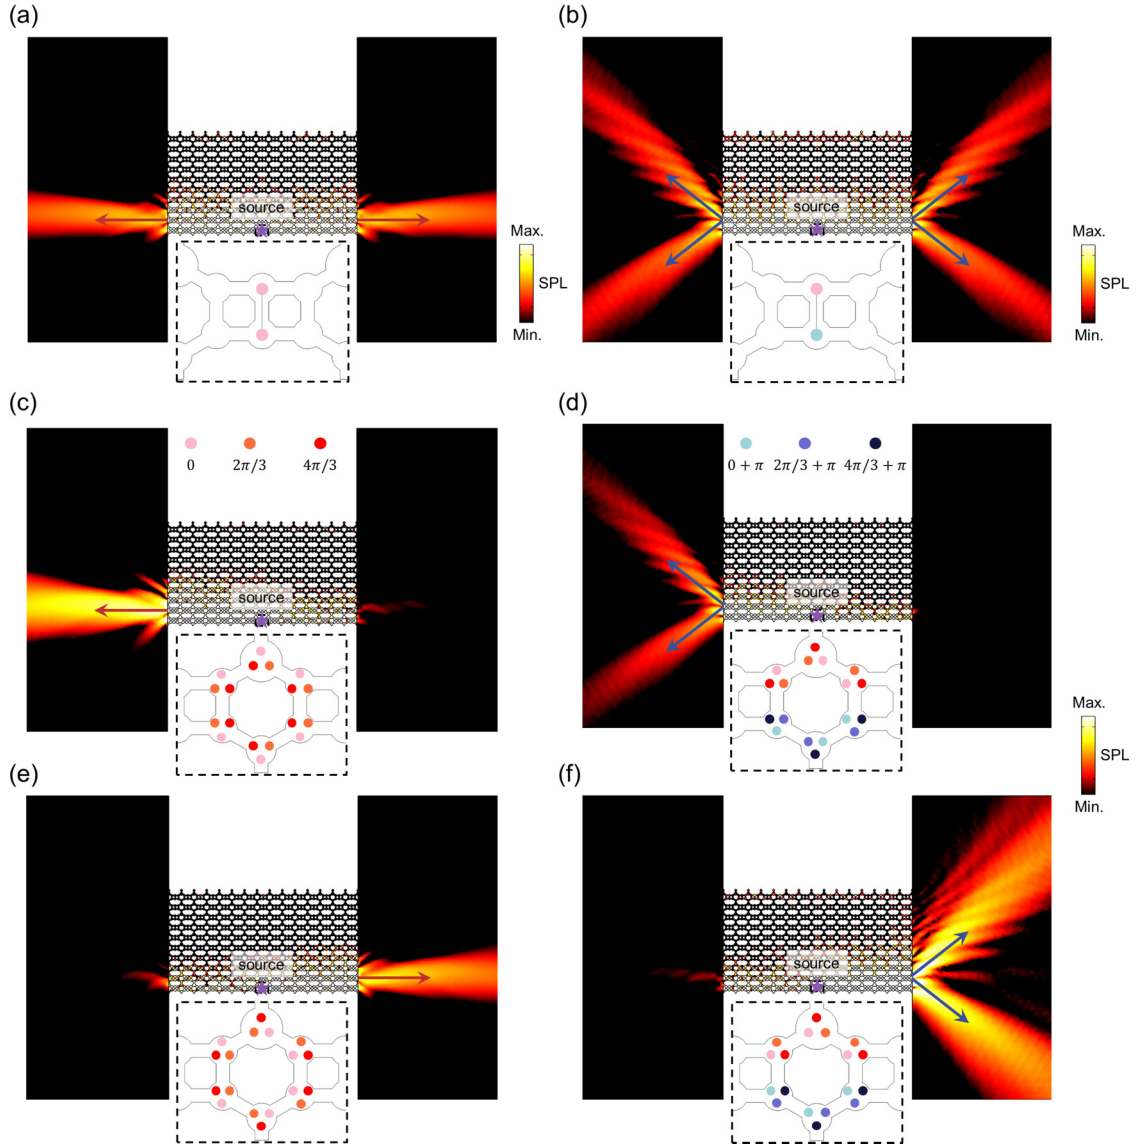 (a)
(b)
source
source
Max.
SPL
Min.
Max.
SPL
Min.
(c)
(d)
0 2π/3 4π/3
0 + π 2π/3 + π 4π/3 + π
source
source
Max.
SPL
Min.
(e)
(f)
source
source